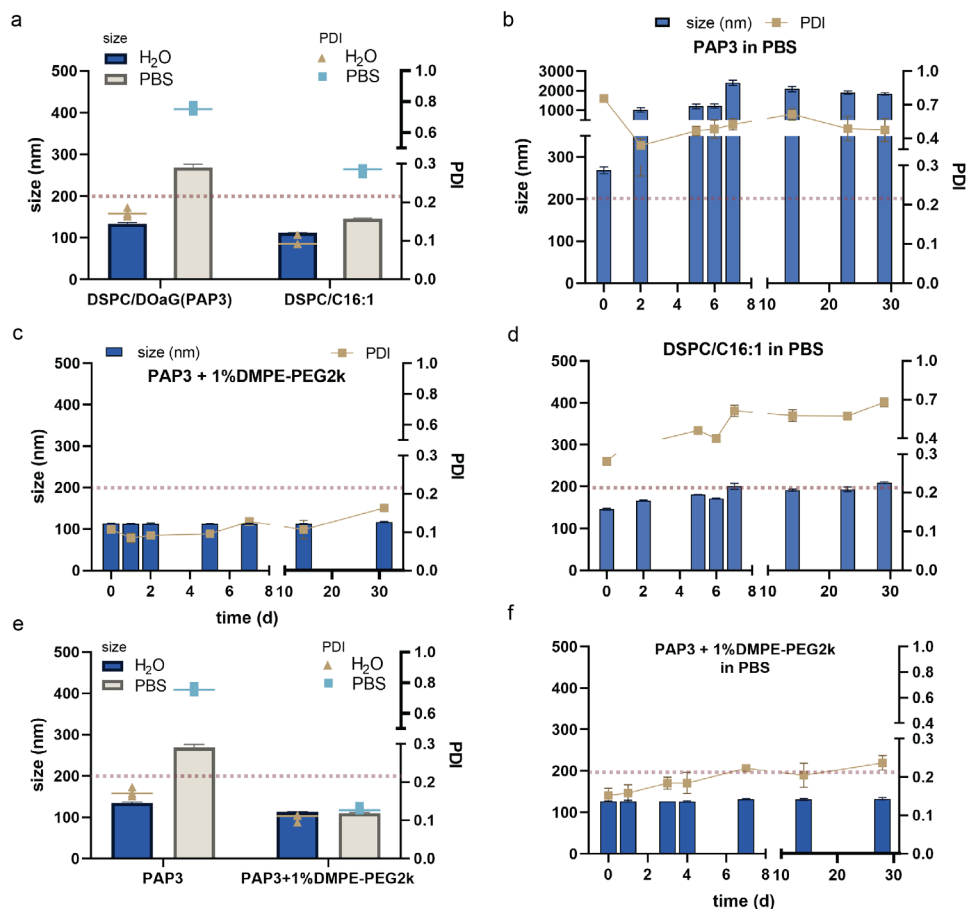 a
size
H₂O
PBS
PDI
H₂O
PBS
500
400
300
200
100
0
size (nm)
1.0
0.8
0.6
0.4
0.3
0.2
0.1
0.0
PDI
DSPC/DOaG(PAP3)
DSPC/C16:1
b
size (nm)
PDI
PAP3 in PBS
3000
2000
1000
300
200
100
0
size (nm)
1.0
0.7
0.4
0.3
0.2
0.1
0.0
PDI
0 2 4 6 8 10 20 30
c
size (nm)
PDI
PAP3 + 1%DMPE-PEG2k
500
400
300
200
100
0
size (nm)
1.0
0.8
0.6
0.4
0.3
0.2
0.1
0.0
PDI
0 2 4 6 8 10 20 30
time (d)
d
DSPC/C16:1 in PBS
500
400
300
200
100
0
1.0
0.7
0.4
0.3
0.2
0.1
0.0
0 2 4 6 8 10 20 30
e
size
H₂O
PBS
PDI
H₂O
PBS
500
400
300
200
100
0
size (nm)
1.0
0.8
0.6
0.4
0.3
0.2
0.1
0.0
PDI
PAP3
PAP3+1%DMPE-PEG2k
f
PAP3 + 1%DMPE-PEG2k
in PBS
500
400
300
200
100
0
1.0
0.8
0.6
0.4
0.3
0.2
0.1
0.0
0 2 4 6 8 10 20 30
time (d)